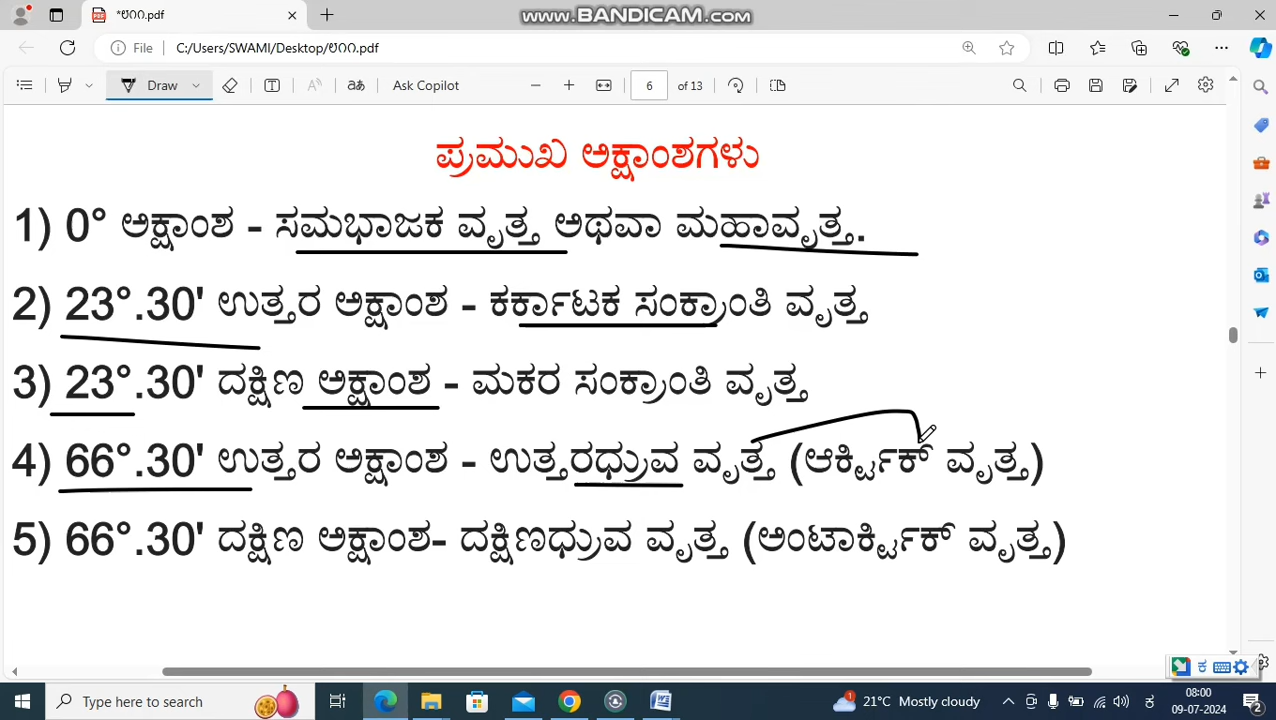 *ಅಂಶ.pdf
www.BANDICAM.com
File C:/Users/SWAMI/Desktop/ಅಂಶ.pdf
Draw Ask Copilot 6 of 13
ಪ್ರಮುಖ ಅಕ್ಷಾಂಶಗಳು
1) 0° ಅಕ್ಷಾಂಶ - ಸಮಭಾಜಕ ವೃತ್ತ ಅಥವಾ ಮಹಾವೃತ್ತ.
2) 23°.30' ಉತ್ತರ ಅಕ್ಷಾಂಶ - ಕರ್ಕಾಟಕ ಸಂಕ್ರಾಂತಿ ವೃತ್ತ
3) 23°.30' ದಕ್ಷಿಣ ಅಕ್ಷಾಂಶ - ಮಕರ ಸಂಕ್ರಾಂತಿ ವೃತ್ತ
4) 66°.30' ಉತ್ತರ ಅಕ್ಷಾಂಶ - ಉತ್ತರಧ್ರುವ ವೃತ್ತ (ಆರ್ಕ್ಟಿಕ್ ವೃತ್ತ)
5) 66°.30' ದಕ್ಷಿಣ ಅಕ್ಷಾಂಶ- ದಕ್ಷಿಣಧ್ರುವ ವೃತ್ತ (ಅಂಟಾರ್ಕ್ಟಿಕ್ ವೃತ್ತ)
Type here to search 21°C Mostly cloudy 08:00
09-07-2024